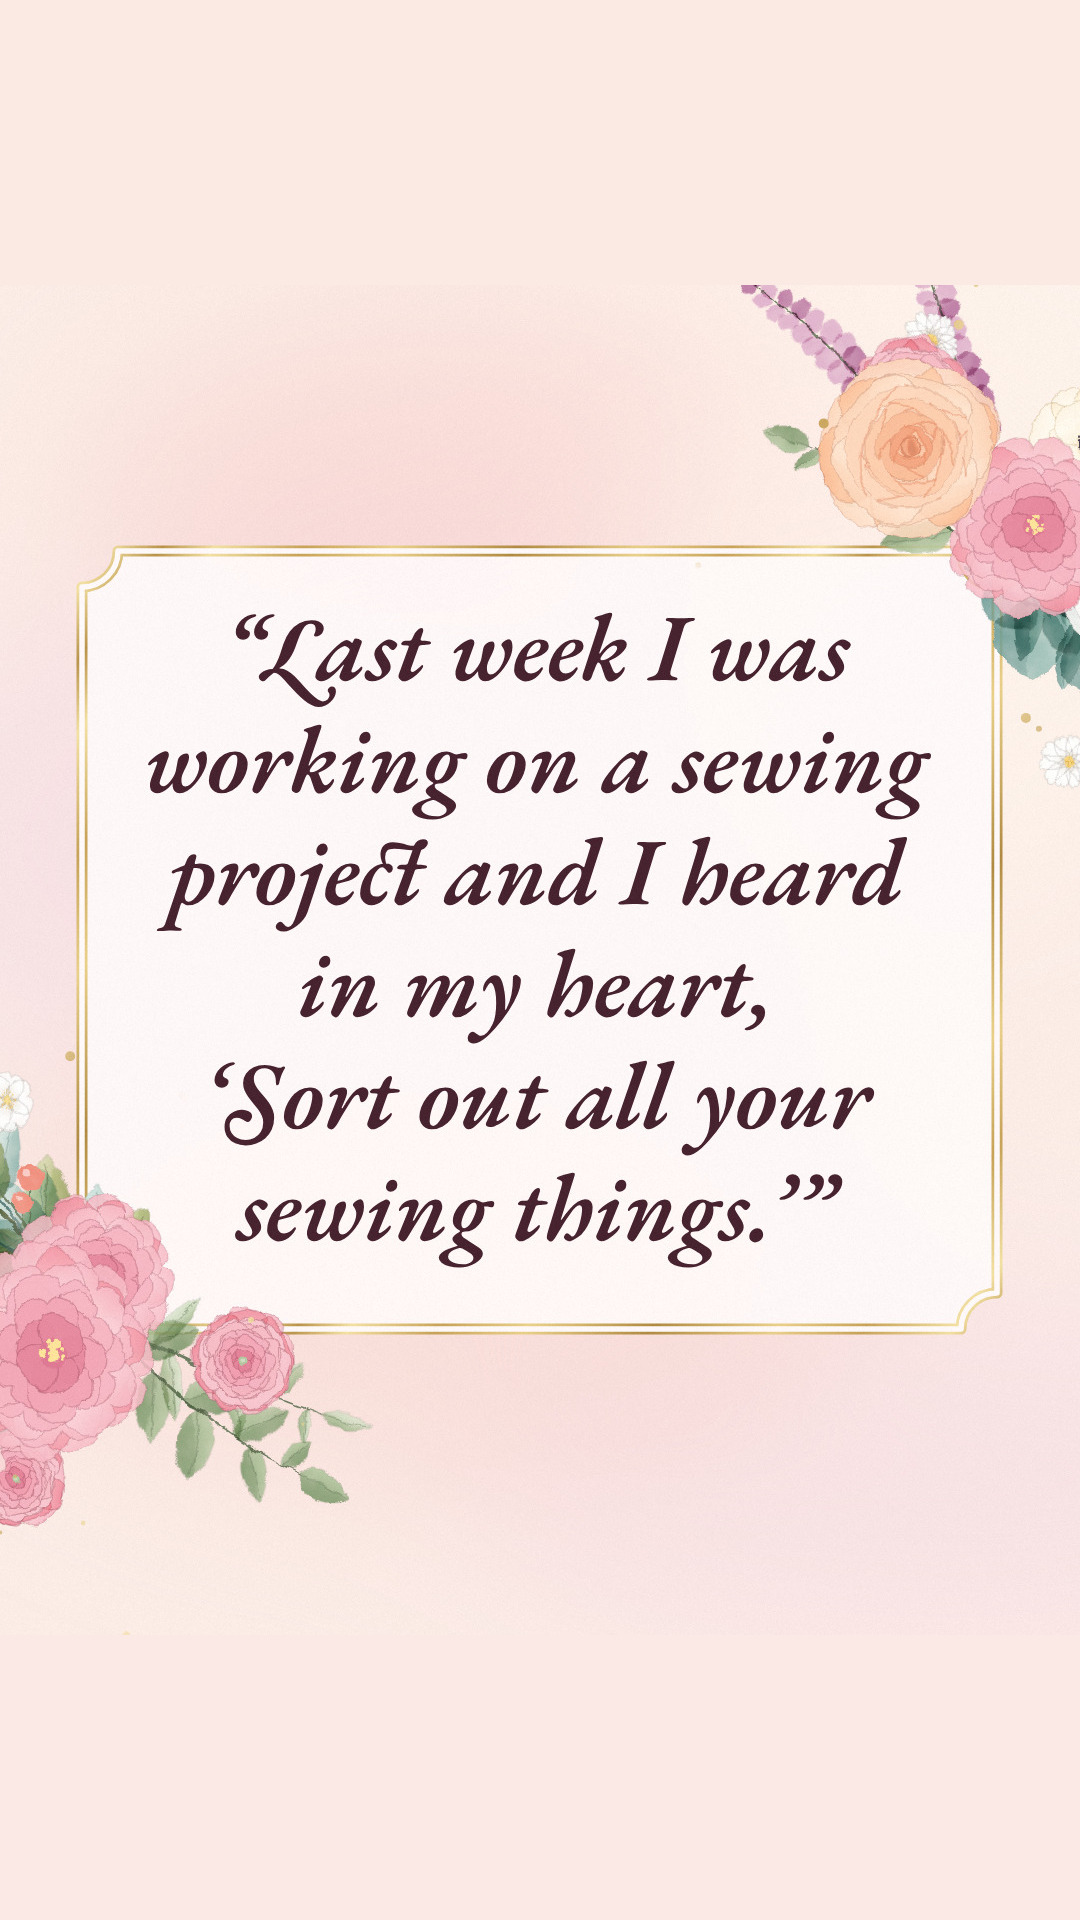 “Last week I was
working on a sewing
project and I heard
in my heart,
‘Sort out all your
sewing things.’”